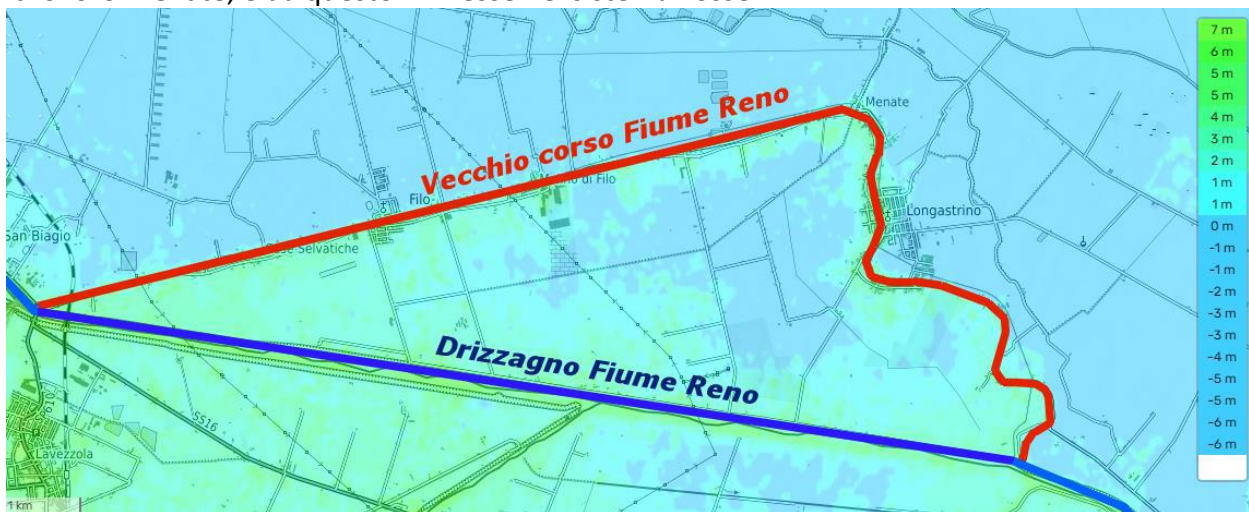 Vecchio corso Fiume Reno
Menate
Filo
Longastrino
San Biagio
Case Selvatiche
Drizzagno Fiume Reno
SS16
Lavezzola
1 km
7 m
6 m
5 m
5 m
4 m
3 m
2 m
1 m
1 m
0 m
-1 m
-1 m
-2 m
-3 m
-3 m
-4 m
-5 m
-5 m
-6 m
-6 m